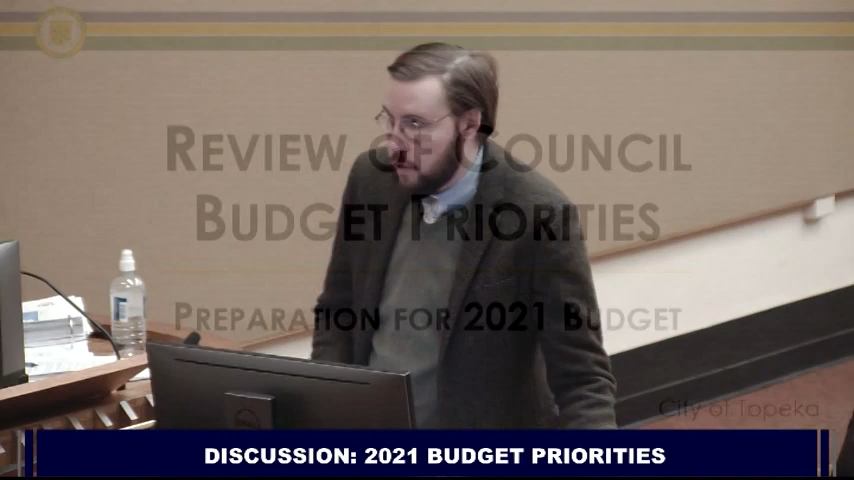 REVIEW OF COUNCIL
BUDGET PRIORITIES
PREPARATION FOR 2021 BUDGET
City of Topeka
DISCUSSION: 2021 BUDGET PRIORITIES